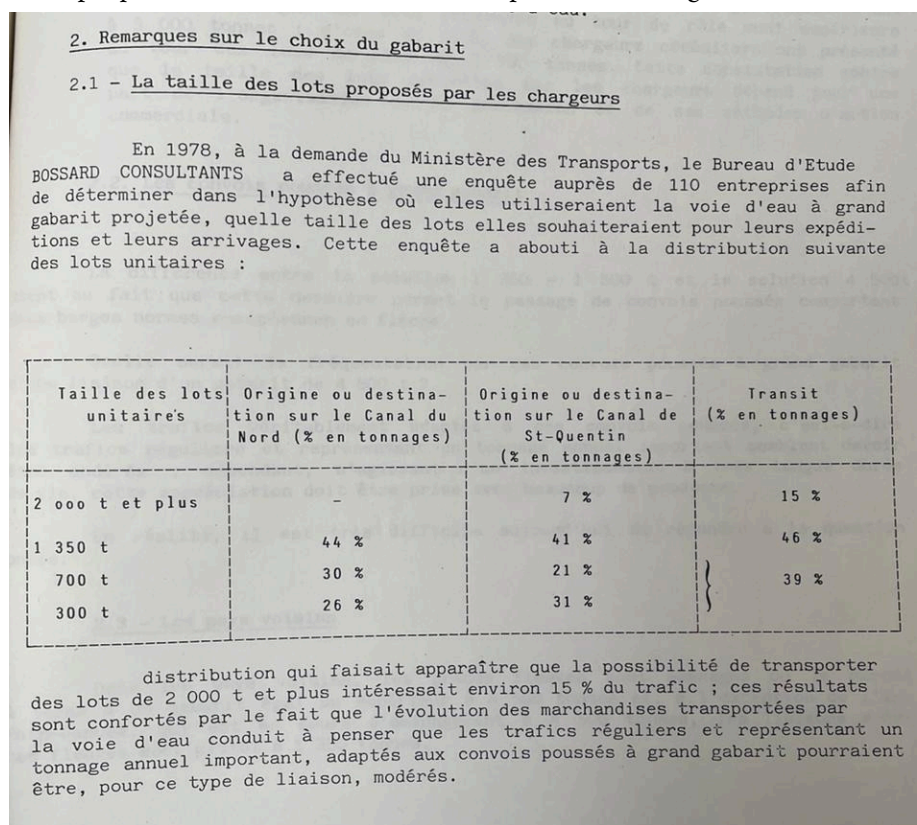 2. Remarques sur le choix du gabarit
2.1 - La taille des lots proposés par les chargeurs
En 1978, à la demande du Ministère des Transports, le Bureau d'Etude
BOSSARD CONSULTANTS a effectué une enquête auprès de 110 entreprises afin
de déterminer dans l'hypothèse où elles utiliseraient la voie d'eau à grand
gabarit projetée, quelle taille des lots elles souhaiteraient pour leurs expédi-
tions et leurs arrivages. Cette enquête a abouti à la distribution suivante
des lots unitaires :
Taille des lots Origine ou destina- Origine ou destina- Transit
unitaires tion sur le Canal du tion sur le Canal de (% en tonnages)
Nord (% en tonnages) St-Quentin
(% en tonnages)
2 ooo t et plus - 7 % 15 %
1 350 t 44 % 41 % 46 %
700 t 30 % 21 % 39 %
300 t 26 % 31 %
distribution qui faisait apparaître que la possibilité de transporter
des lots de 2 000 t et plus intéressait environ 15 % du trafic ; ces résultats
sont confortés par le fait que l'évolution des marchandises transportées par
la voie d'eau conduit à penser que les trafics réguliers et représentant un
tonnage annuel important, adaptés aux convois poussés à grand gabarit pourraient
être, pour ce type de liaison, modérés.